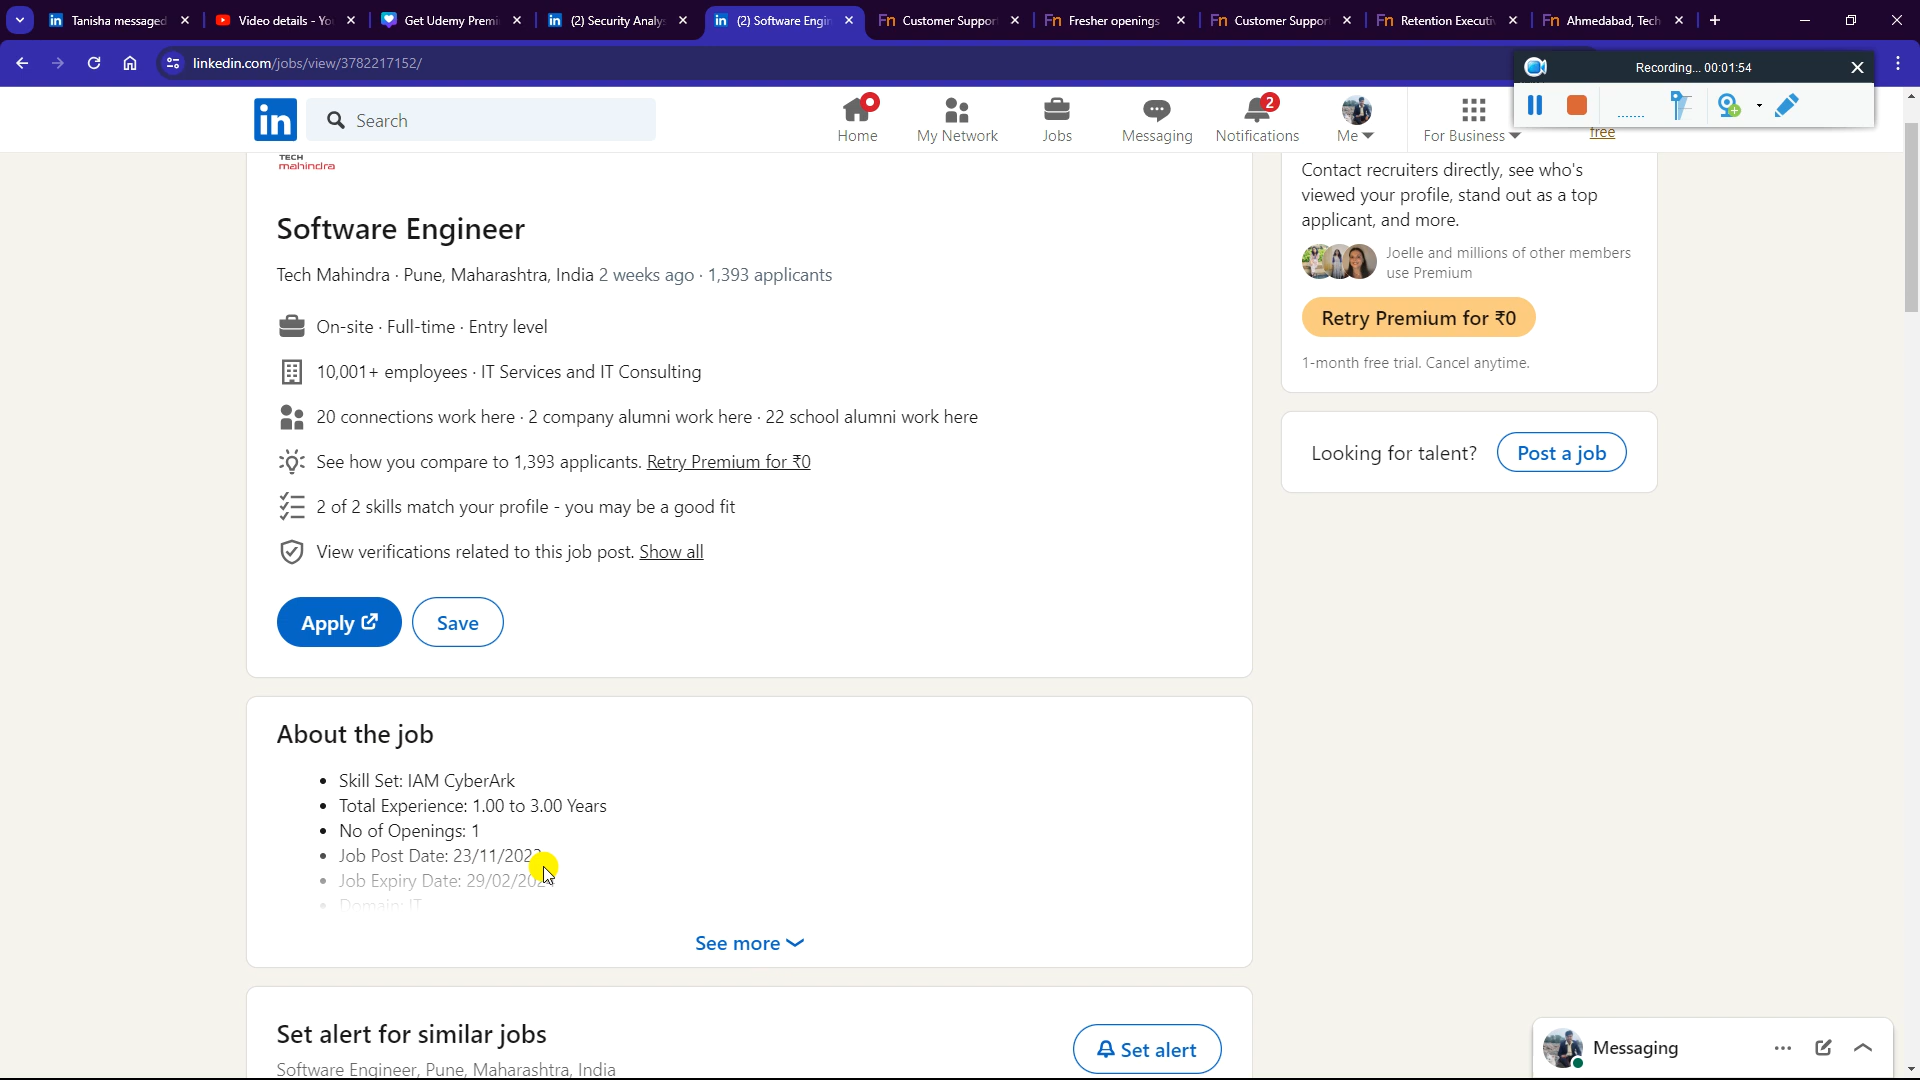 Tanisha messaged
Video details - Yo
Get Udemy Premi
(2) Security Analys
(2) Software Engin
Customer Suppor
Fresher openings
Customer Suppor
Retention Executi
Ahmedabad, Tech
linkedin.com/jobs/view/3782217152/
Recording... 00:01:54
in
Search
Home
My Network
Jobs
Messaging
2
Notifications
Me
For Business
free
TECH
mahindra
Software Engineer
Tech Mahindra · Pune, Maharashtra, India 2 weeks ago · 1,393 applicants
On-site · Full-time · Entry level
10,001+ employees · IT Services and IT Consulting
20 connections work here · 2 company alumni work here · 22 school alumni work here
See how you compare to 1,393 applicants. Retry Premium for ₹0
2 of 2 skills match your profile - you may be a good fit
View verifications related to this job post. Show all
Apply
Save
Contact recruiters directly, see who's
viewed your profile, stand out as a top
applicant, and more.
Joelle and millions of other members
use Premium
Retry Premium for ₹0
1-month free trial. Cancel anytime.
Looking for talent?
Post a job
About the job
• Skill Set: IAM CyberArk
• Total Experience: 1.00 to 3.00 Years
• No of Openings: 1
• Job Post Date: 23/11/2023
• Job Expiry Date:
• Domain: IT
See more
Set alert for similar jobs
Software Engineer, Pune, Maharashtra, India
Set alert
Messaging